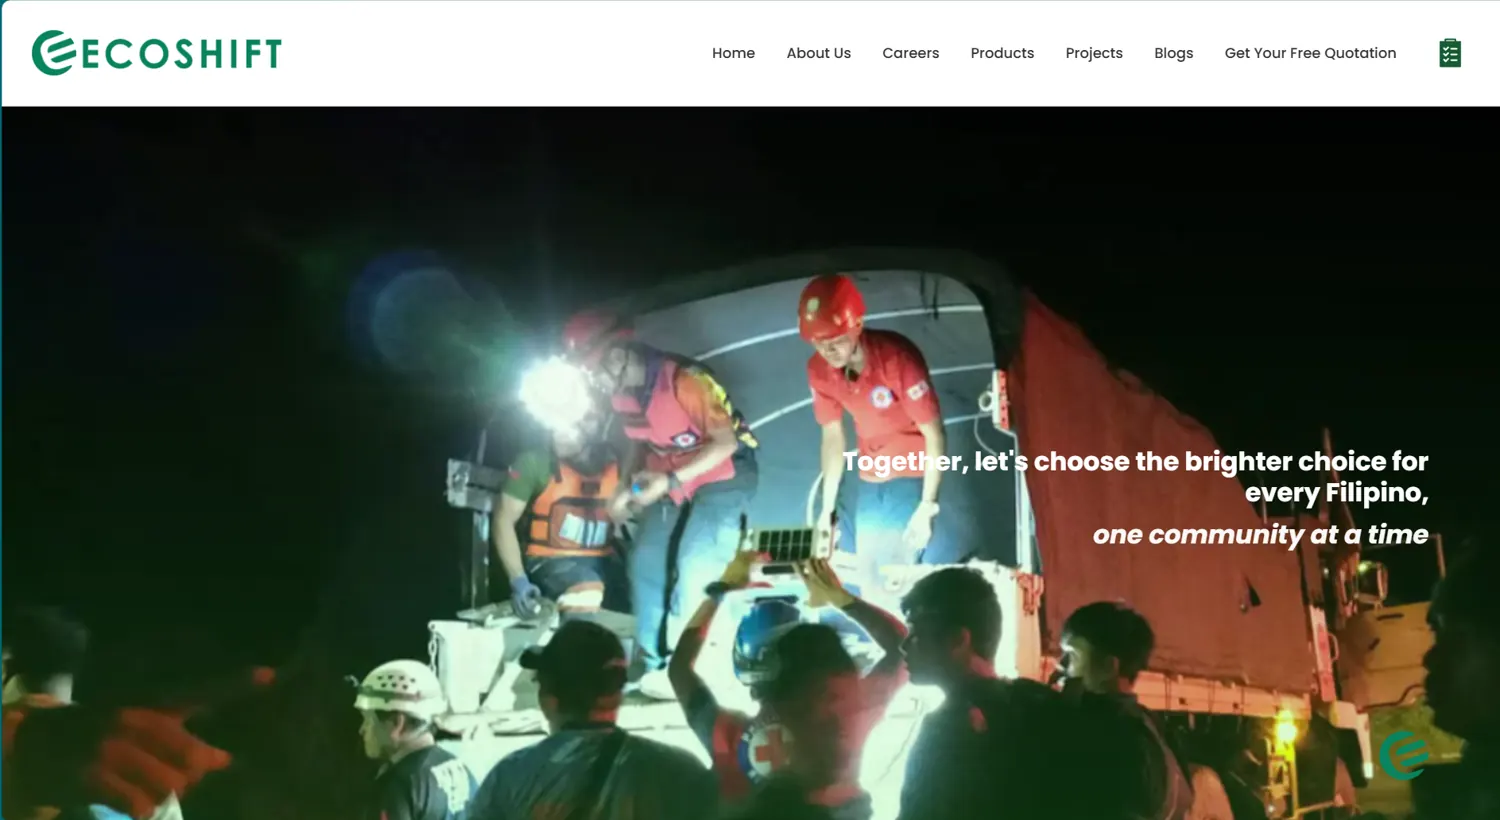 ECOSHIFT
Home About Us Careers Products Projects Blogs Get Your Free Quotation
Together, let's choose the brighter choice for
every Filipino,
one community at a time